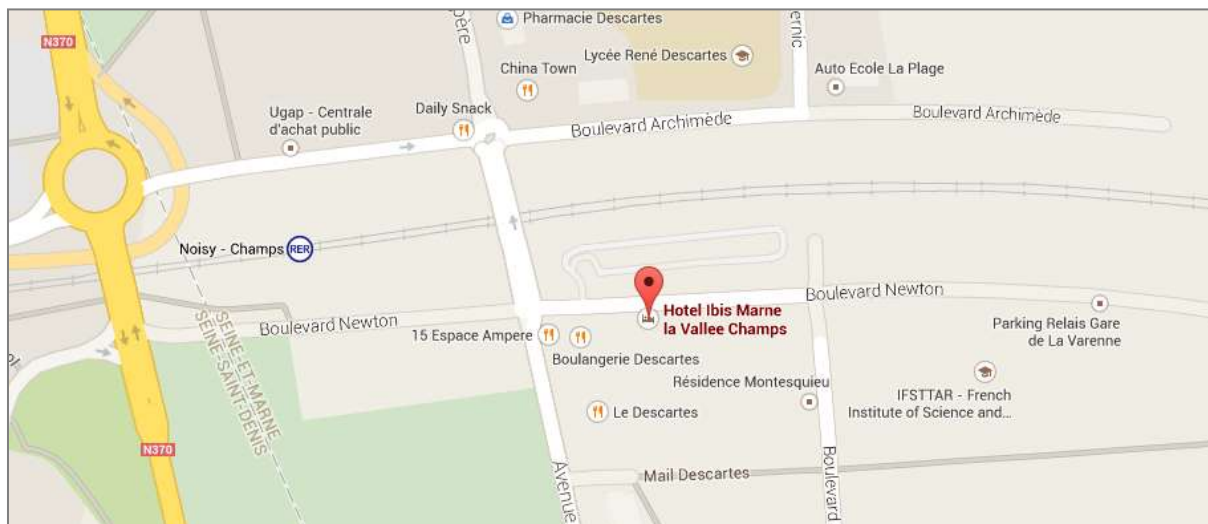 Pharmacie Descartes
N370
père
ernic
Lycée René Descartes
China Town
Auto Ecole La Plage
Ugap - Centrale
d'achat public
Daily Snack
Boulevard Archimède
Boulevard Archimède
Noisy - Champs RER
Boulevard Newton
Hotel Ibis Marne
la Vallee Champs
Boulevard Newton
15 Espace Ampere
Parking Relais Gare
de La Varenne
Boulangerie Descartes
SEINE-ET-MARNE
SEINE-SAINT-DENIS
Résidence Montesquieu
IFSTTAR - French
Institute of Science and...
Le Descartes
N370
Avenue
Mail Descartes
Boulevard